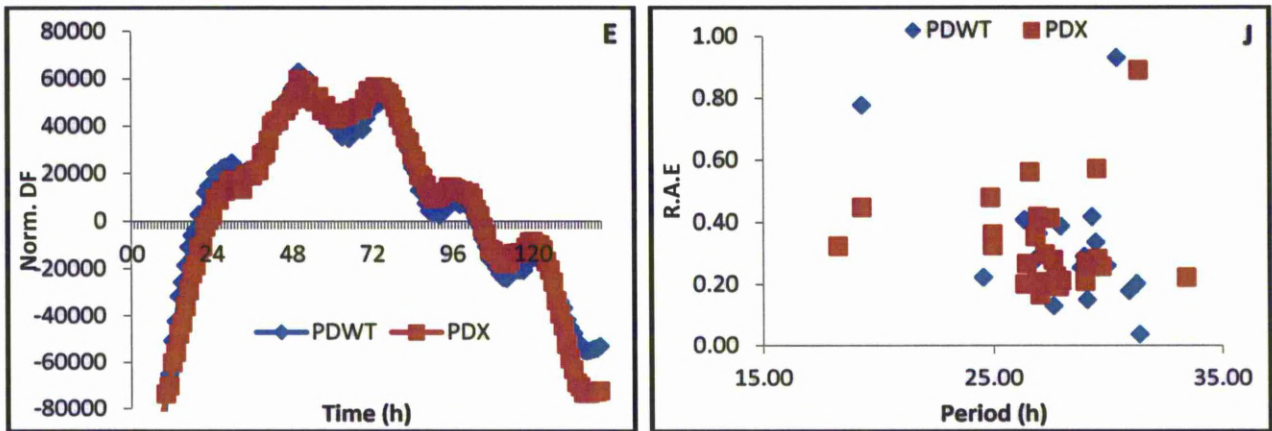 E
80000
60000
40000
20000
0
-20000
-40000
-60000
-80000
Norm. DF
00 24 48 72 96 120
PDWT PDX
Time (h)
PDWT PDX J
1.00
0.80
0.60
0.40
0.20
0.00
R.A.E
15.00 25.00 35.00
Period (h)